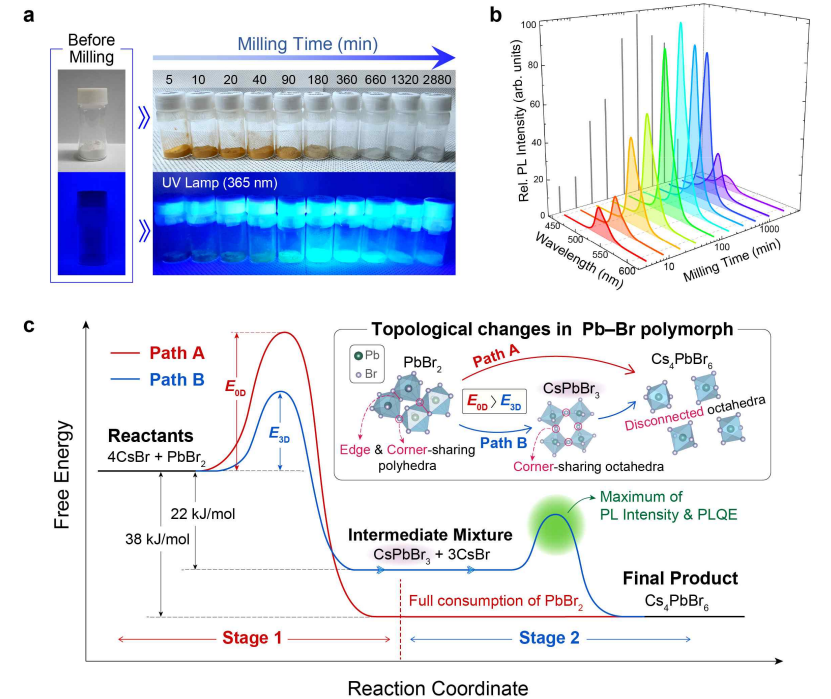 a
Before
Milling
Milling Time (min)
5 10 20 40 90 180 360 660 1320 2880
UV Lamp (365 nm)
b
Rel. PL Intensity (arb. units)
100
80
60
40
20
0
450
500
550
600
Wavelength (nm)
10
100
1000
Milling Time (min)
c
Free Energy
Path A
Path B
E0D
E3D
Reactants
4CsBr + PbBr2
22 kJ/mol
38 kJ/mol
Topological changes in Pb–Br polymorph
Pb
Br
PbBr2
Path A
E0D > E3D
Path B
CsPbBr3
Cs4PbBr6
Edge & Corner-sharing
polyhedra
Corner-sharing octahedra
Disconnected octahedra
Maximum of
PL Intensity & PLQE
Intermediate Mixture
CsPbBr3 + 3CsBr
Final Product
Cs4PbBr6
Full consumption of PbBr2
Stage 1
Stage 2
Reaction Coordinate